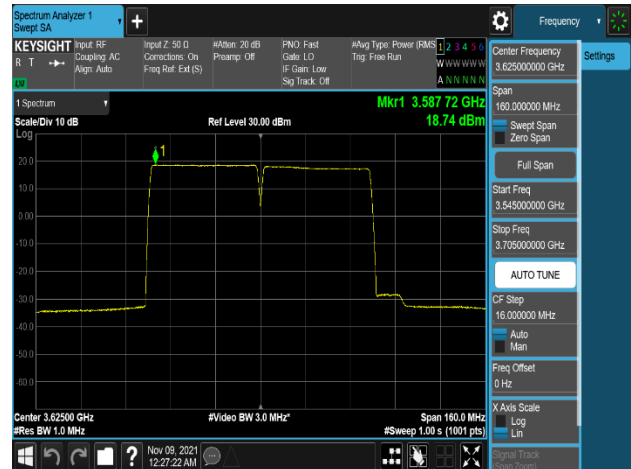 Spectrum Analyzer 1
Swept SA
Frequency
KEYSIGHT
R T
LXI
Input: RF
Coupling: AC
Align: Auto
Input Z: 50 Ω
Corrections: On
Freq Ref: Ext (S)
#Atten: 20 dB
Preamp: Off
PNO: Fast
Gate: LO
IF Gain: Low
Sig Track: Off
#Avg Type: Power (RMS
Trig: Free Run
1 2 3 4 5 6
W W W W W W
A N N N N N
1 Spectrum
Scale/Div 10 dB
Log
Ref Level 30.00 dBm
Mkr1 3.587 72 GHz
18.74 dBm
1
20.0
10.0
0.00
-10.0
-20.0
-30.0
-40.0
-50.0
-60.0
Center 3.62500 GHz
#Res BW 1.0 MHz
#Video BW 3.0 MHz*
Span 160.0 MHz
#Sweep 1.00 s (1001 pts)
Center Frequency
3.625000000 GHz
Settings
Span
160.000000 MHz
Swept Span
Zero Span
Full Span
Start Freq
3.545000000 GHz
Stop Freq
3.705000000 GHz
AUTO TUNE
CF Step
16.000000 MHz
Auto
Man
Freq Offset
0 Hz
X Axis Scale
Log
Lin
Signal Track
(Span Zoom)
?
Nov 09, 2021
12:27:22 AM